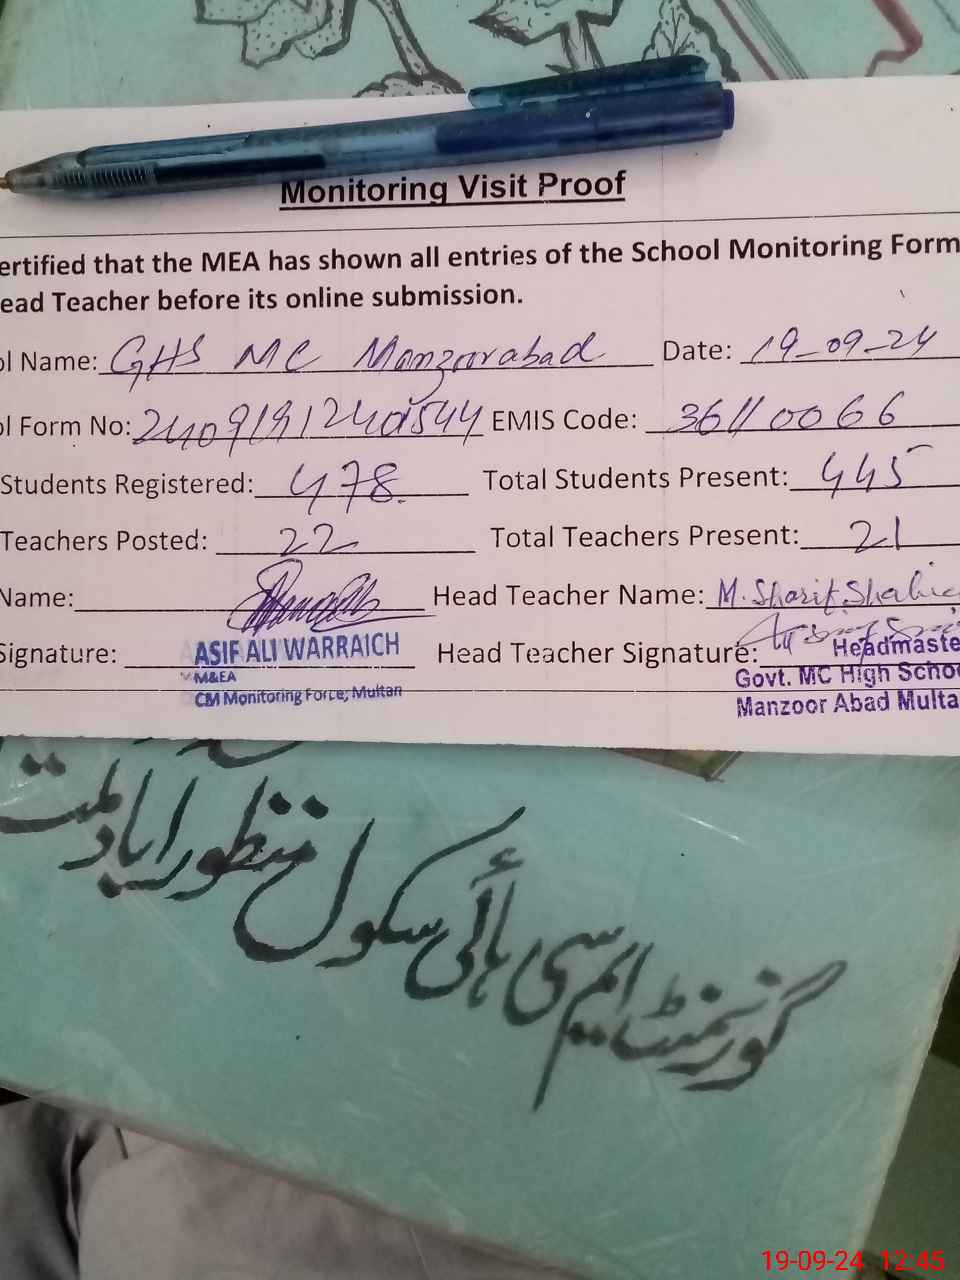 Monitoring Visit Proof
ertified that the MEA has shown all entries of the School Monitoring Form
ead Teacher before its online submission.
ol Name: GHS MC Manzoorabad Date: 19-09-24
ol Form No: EMIS Code: 36110066
Students Registered: 478 Total Students Present: 445
Teachers Posted: 22 Total Teachers Present: 21
Name: Head Teacher Name: M. Sharif
Signature: ASIF ALI WARRAICH Head Teacher Signature: Headmaste
M&EA Govt. MC High Schoo
CM Monitoring Force, Multan Manzoor Abad Multa
گورنمنٹ ایم سی ہائی سکول منظور اباد
19-09-24 12:45